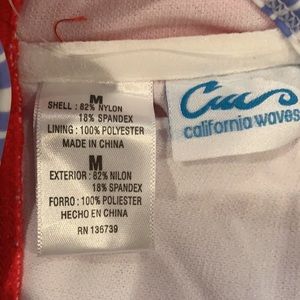 M
SHELL : 82% NYLON
18% SPANDEX
LINING : 100% POLYESTER
MADE IN CHINA
M
EXTERIOR : 82% NILON
18% SPANDEX
FORRO : 100% POLIESTER
HECHO EN CHINA
RN 136739
california waves